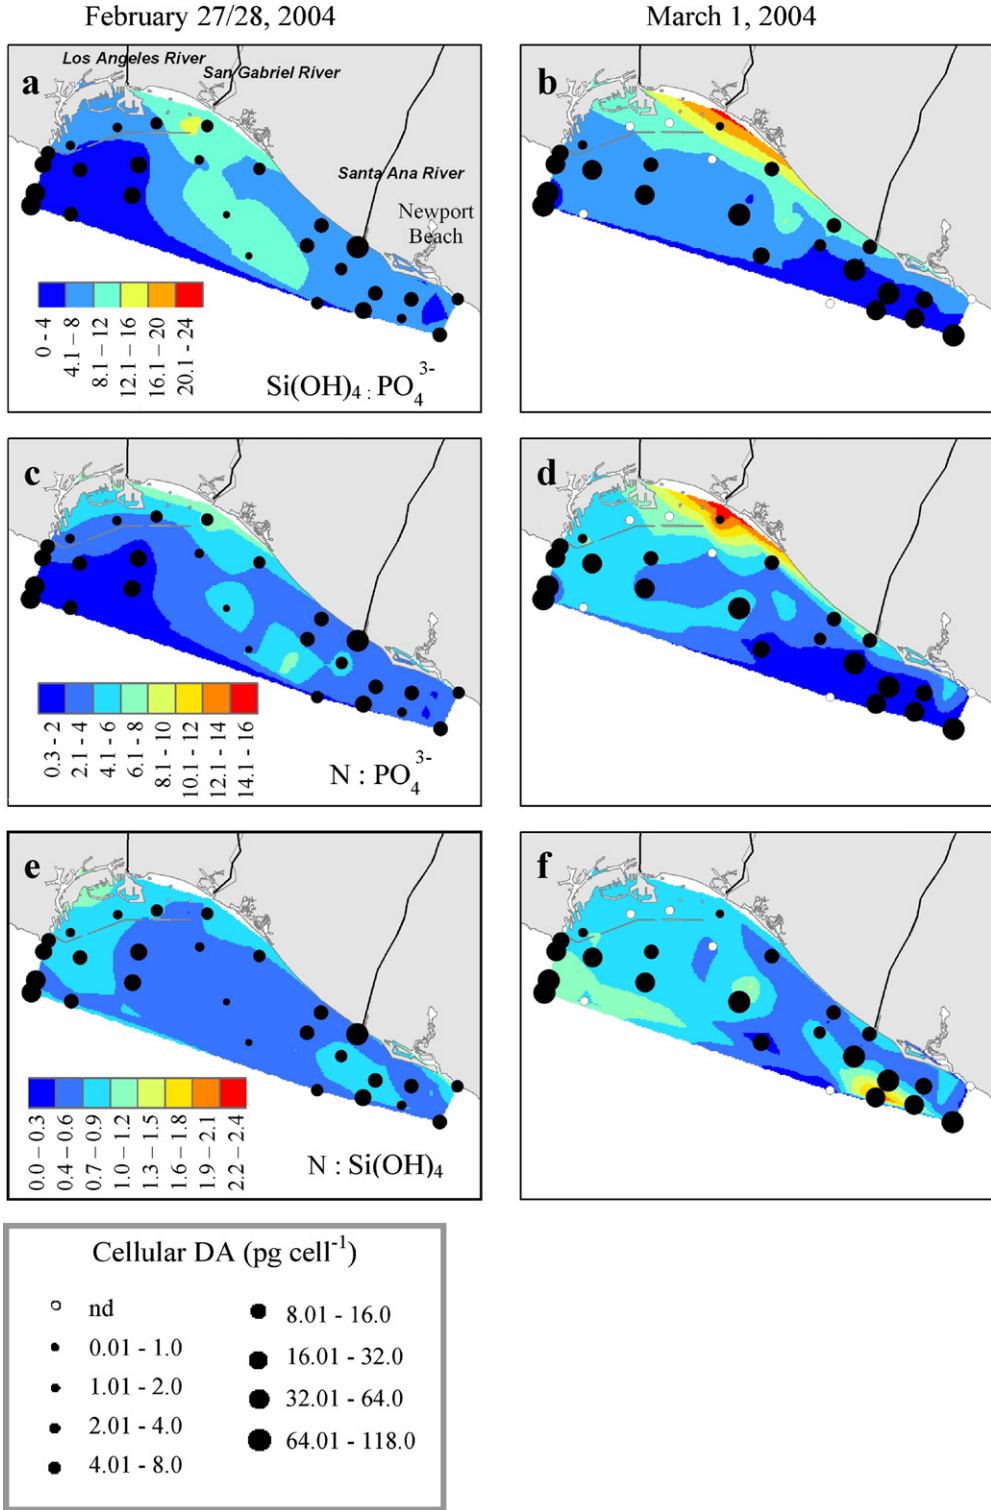 February 27/28, 2004
March 1, 2004
a
Los Angeles River
San Gabriel River
Santa Ana River
Newport
Beach
0 - 4
4.1 – 8
8.1 – 12
12.1 – 16
16.1 – 20
20.1 - 24
Si(OH)₄ : PO₄³⁻
b
c
0.3 - 2
2.1 - 4
4.1 - 6
6.1 - 8
8.1 - 10
10.1 - 12
12.1 - 14
14.1 - 16
N : PO₄³⁻
d
e
0.0 – 0.3
0.4 – 0.6
0.7 – 0.9
1.0 – 1.2
1.3 – 1.5
1.6 – 1.8
1.9 – 2.1
2.2 – 2.4
N : Si(OH)₄
f
Cellular DA (pg cell⁻¹)
nd
0.01 - 1.0
1.01 - 2.0
2.01 - 4.0
4.01 - 8.0
8.01 - 16.0
16.01 - 32.0
32.01 - 64.0
64.01 - 118.0